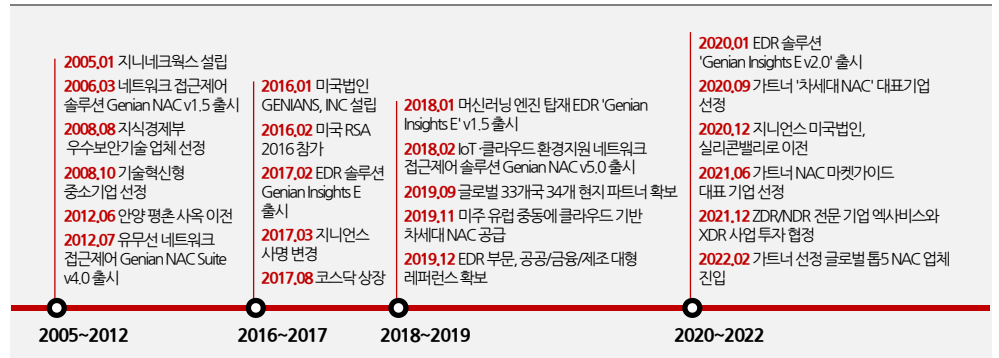 2005.01 지니네크웍스 설립
2006.03 네트워크 접근제어
솔루션 Genian NAC v1.5 출시
2008.08 지식경제부
우수보안기술 업체 선정
2008.10 기술혁신형
중소기업 선정
2012.06 안양 평촌 사옥 이전
2012.07 유무선 네트워크
접근제어 Genian NAC Suite
v4.0 출시
2016.01 미국법인
GENIANS, INC 설립
2016.02 미국 RSA
2016 참가
2017.02 EDR 솔루션
Genian Insights E
출시
2017.03 지니언스
사명 변경
2017.08 코스닥 상장
2018.01 머신러닝 엔진 탑재 EDR 'Genian
Insights E' v1.5 출시
2018.02 IoT·클라우드 환경지원 네트워크
접근제어 솔루션 Genian NAC v5.0 출시
2019.09 글로벌 33개국 34개 현지 파트너 확보
2019.11 미주 유럽 중동에 클라우드 기반
차세대 NAC 공급
2019.12 EDR 부문, 공공/금융/제조 대형
레퍼런스 확보
2020.01 EDR 솔루션
'Genian Insights E v2.0' 출시
2020.09 가트너 '차세대 NAC' 대표기업
선정
2020.12 지니언스 미국법인,
실리콘밸리로 이전
2021.06 가트너 NAC 마켓가이드
대표 기업 선정
2021.12 ZDR/NDR 전문 기업 엑사비스와
XDR 사업 투자 협정
2022.02 가트너 선정 글로벌 톱5 NAC 업체
진입
2005~2012
2016~2017
2018~2019
2020~2022